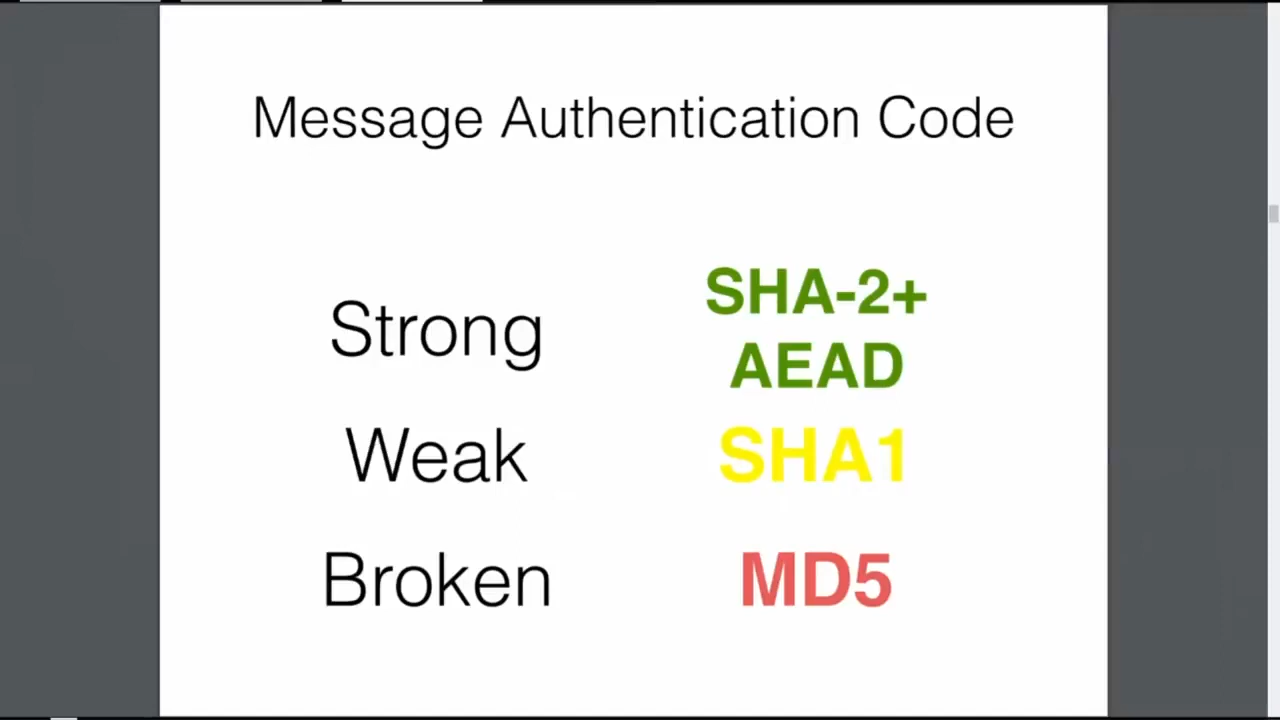 Message Authentication Code
Strong
SHA-2+
AEAD
Weak
SHA1
Broken
MD5